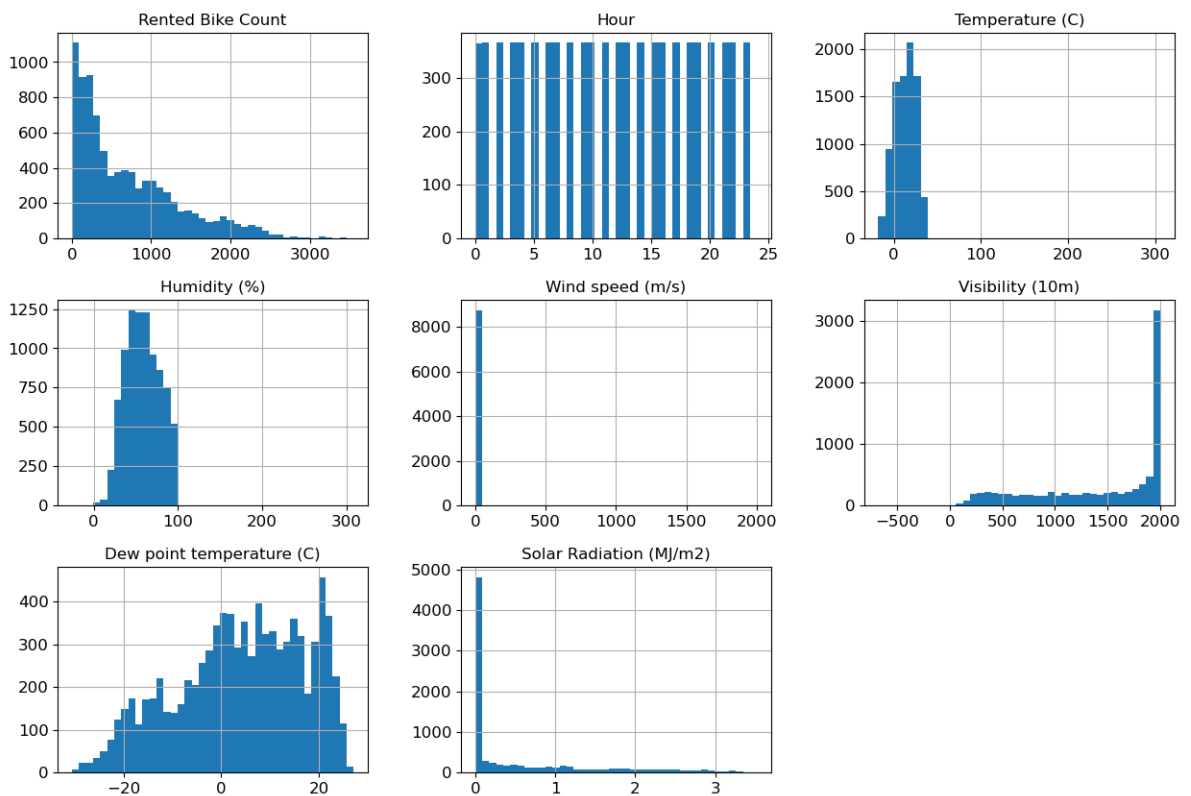 Rented Bike Count
1000
800
600
400
200
0
0 1000 2000 3000
Hour
300
200
100
0
0 5 10 15 20 25
Temperature (C)
2000
1500
1000
500
0
0 100 200 300
Humidity (%)
1250
1000
750
500
250
0
0 100 200 300
Wind speed (m/s)
8000
6000
4000
2000
0
0 500 1000 1500 2000
Visibility (10m)
3000
2000
1000
0
−500 0 500 1000 1500 2000
Dew point temperature (C)
400
300
200
100
0
−20 0 20
Solar Radiation (MJ/m2)
5000
4000
3000
2000
1000
0
0 1 2 3